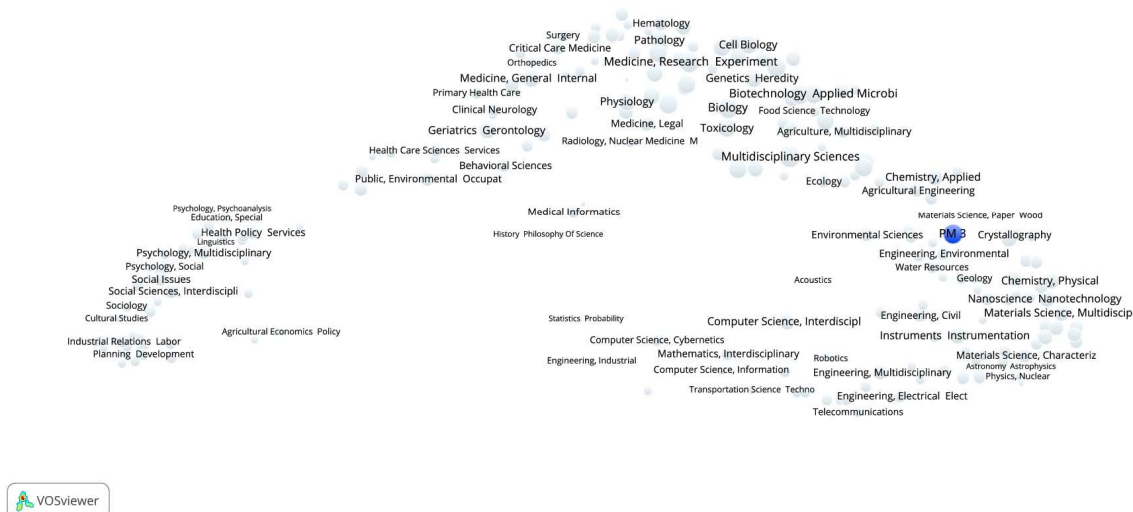 Hematology
Surgery
Pathology
Cell Biology
Critical Care Medicine
Orthopedics
Medicine, Research Experiment
Medicine, General Internal
Genetics Heredity
Primary Health Care
Biotechnology Applied Microbi
Physiology
Clinical Neurology
Biology
Food Science Technology
Medicine, Legal
Toxicology
Geriatrics Gerontology
Agriculture, Multidisciplinary
Radiology, Nuclear Medicine M
Health Care Sciences Services
Multidisciplinary Sciences
Behavioral Sciences
Public, Environmental Occupat
Ecology
Chemistry, Applied
Agricultural Engineering
Psychology, Psychoanalysis
Education, Special
Medical Informatics
Materials Science, Paper Wood
Health Policy Services
History Philosophy Of Science
Environmental Sciences
PM 3
Crystallography
Linguistics
Psychology, Multidisciplinary
Engineering, Environmental
Psychology, Social
Water Resources
Social Issues
Acoustics
Geology
Chemistry, Physical
Social Sciences, Interdiscipli
Nanoscience Nanotechnology
Sociology
Materials Science, Multidiscip
Cultural Studies
Statistics Probability
Computer Science, Interdiscipl
Engineering, Civil
Agricultural Economics Policy
Instruments Instrumentation
Industrial Relations Labor
Computer Science, Cybernetics
Planning Development
Mathematics, Interdisciplinary
Robotics
Materials Science, Characteriz
Engineering, Industrial
Computer Science, Information
Engineering, Multidisciplinary
Astronomy Astrophysics
Physics, Nuclear
Transportation Science Techno
Engineering, Electrical Elect
Telecommunications
VOSviewer